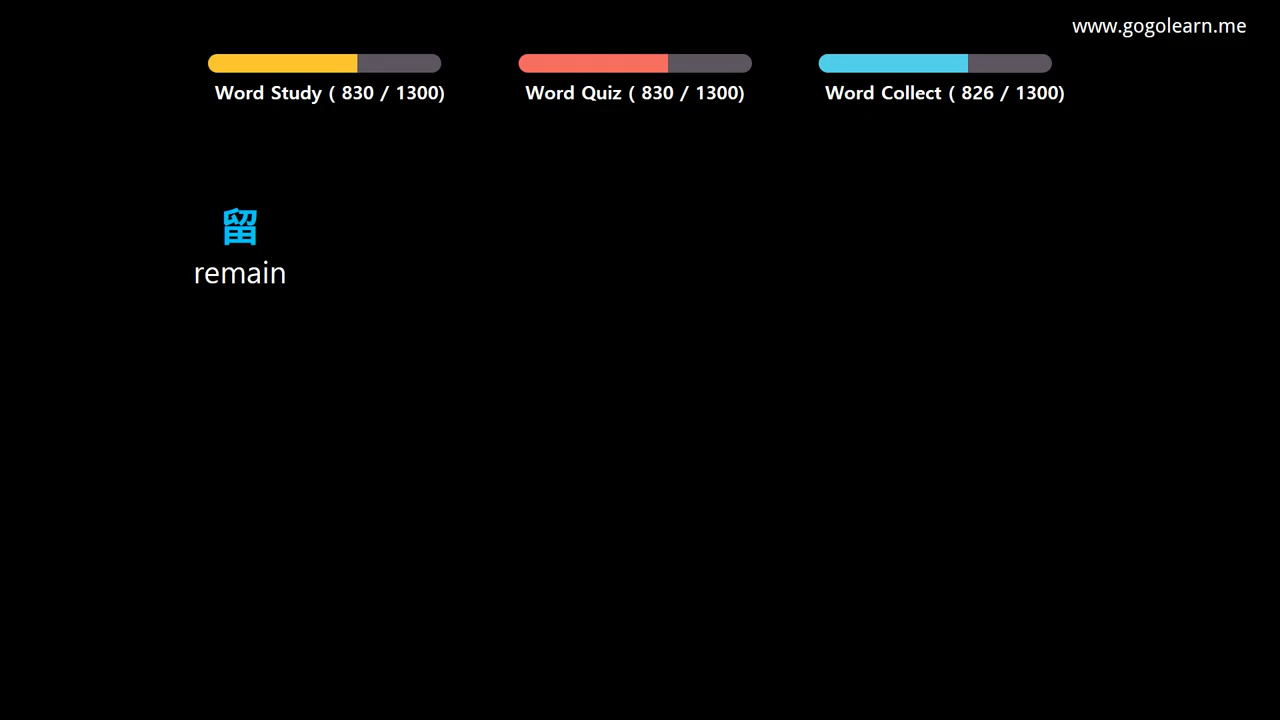 www.gogolearn.me
Word Study ( 830 / 1300)
Word Quiz ( 830 / 1300)
Word Collect ( 826 / 1300)
留
remain